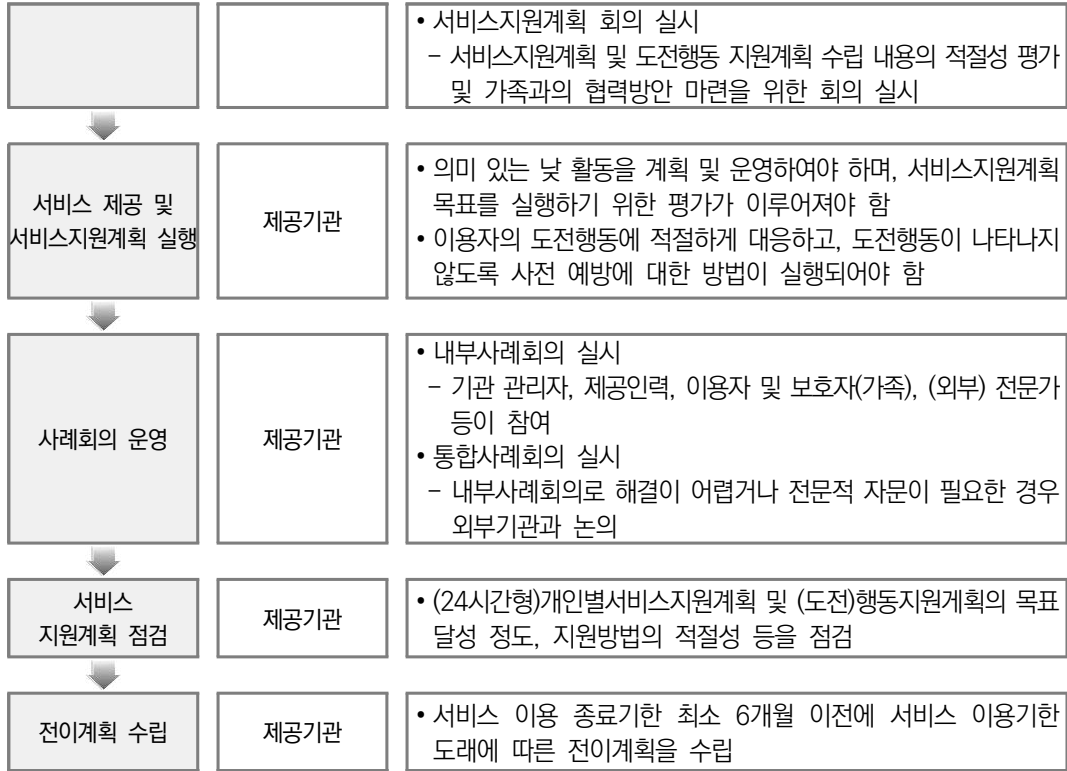 • 서비스지원계획 회의 실시
- 서비스지원계획 및 도전행동 지원계획 수립 내용의 적절성 평가
및 가족과의 협력방안 마련을 위한 회의 실시
서비스 제공 및
서비스지원계획 실행
제공기관
• 의미 있는 낮 활동을 계획 및 운영하여야 하며, 서비스지원계획
목표를 실행하기 위한 평가가 이루어져야 함
• 이용자의 도전행동에 적절하게 대응하고, 도전행동이 나타나지
않도록 사전 예방에 대한 방법이 실행되어야 함
사례회의 운영
제공기관
• 내부사례회의 실시
- 기관 관리자, 제공인력, 이용자 및 보호자(가족), (외부) 전문가
등이 참여
• 통합사례회의 실시
- 내부사례회의로 해결이 어렵거나 전문적 자문이 필요한 경우
외부기관과 논의
서비스
지원계획 점검
제공기관
• (24시간형)개인별서비스지원계획 및 (도전)행동지원게획의 목표
달성 정도, 지원방법의 적절성 등을 점검
전이계획 수립
제공기관
• 서비스 이용 종료기한 최소 6개월 이전에 서비스 이용기한
도래에 따른 전이계획을 수립